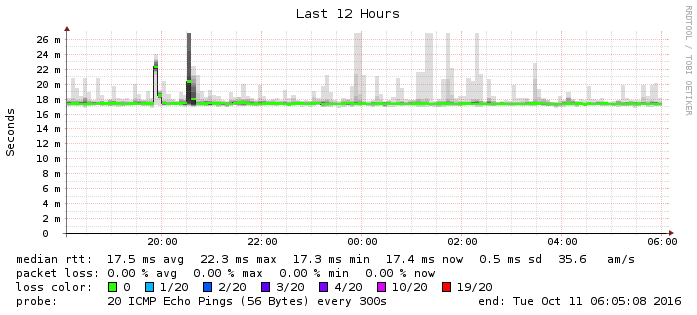 Last 12 Hours
RRDTOOL / TOBI OETIKER
Seconds
26 m
24 m
22 m
20 m
18 m
16 m
14 m
12 m
10 m
8 m
6 m
4 m
2 m
0
20:00 22:00 00:00 02:00 04:00 06:00
median rtt: 17.5 ms avg 22.3 ms max 17.3 ms min 17.4 ms now 0.5 ms sd 35.6 am/s
packet loss: 0.00 % avg 0.00 % max 0.00 % min 0.00 % now
loss color: 0 1/20 2/20 3/20 4/20 10/20 19/20
probe: 20 ICMP Echo Pings (56 Bytes) every 300s end: Tue Oct 11 06:05:08 2016